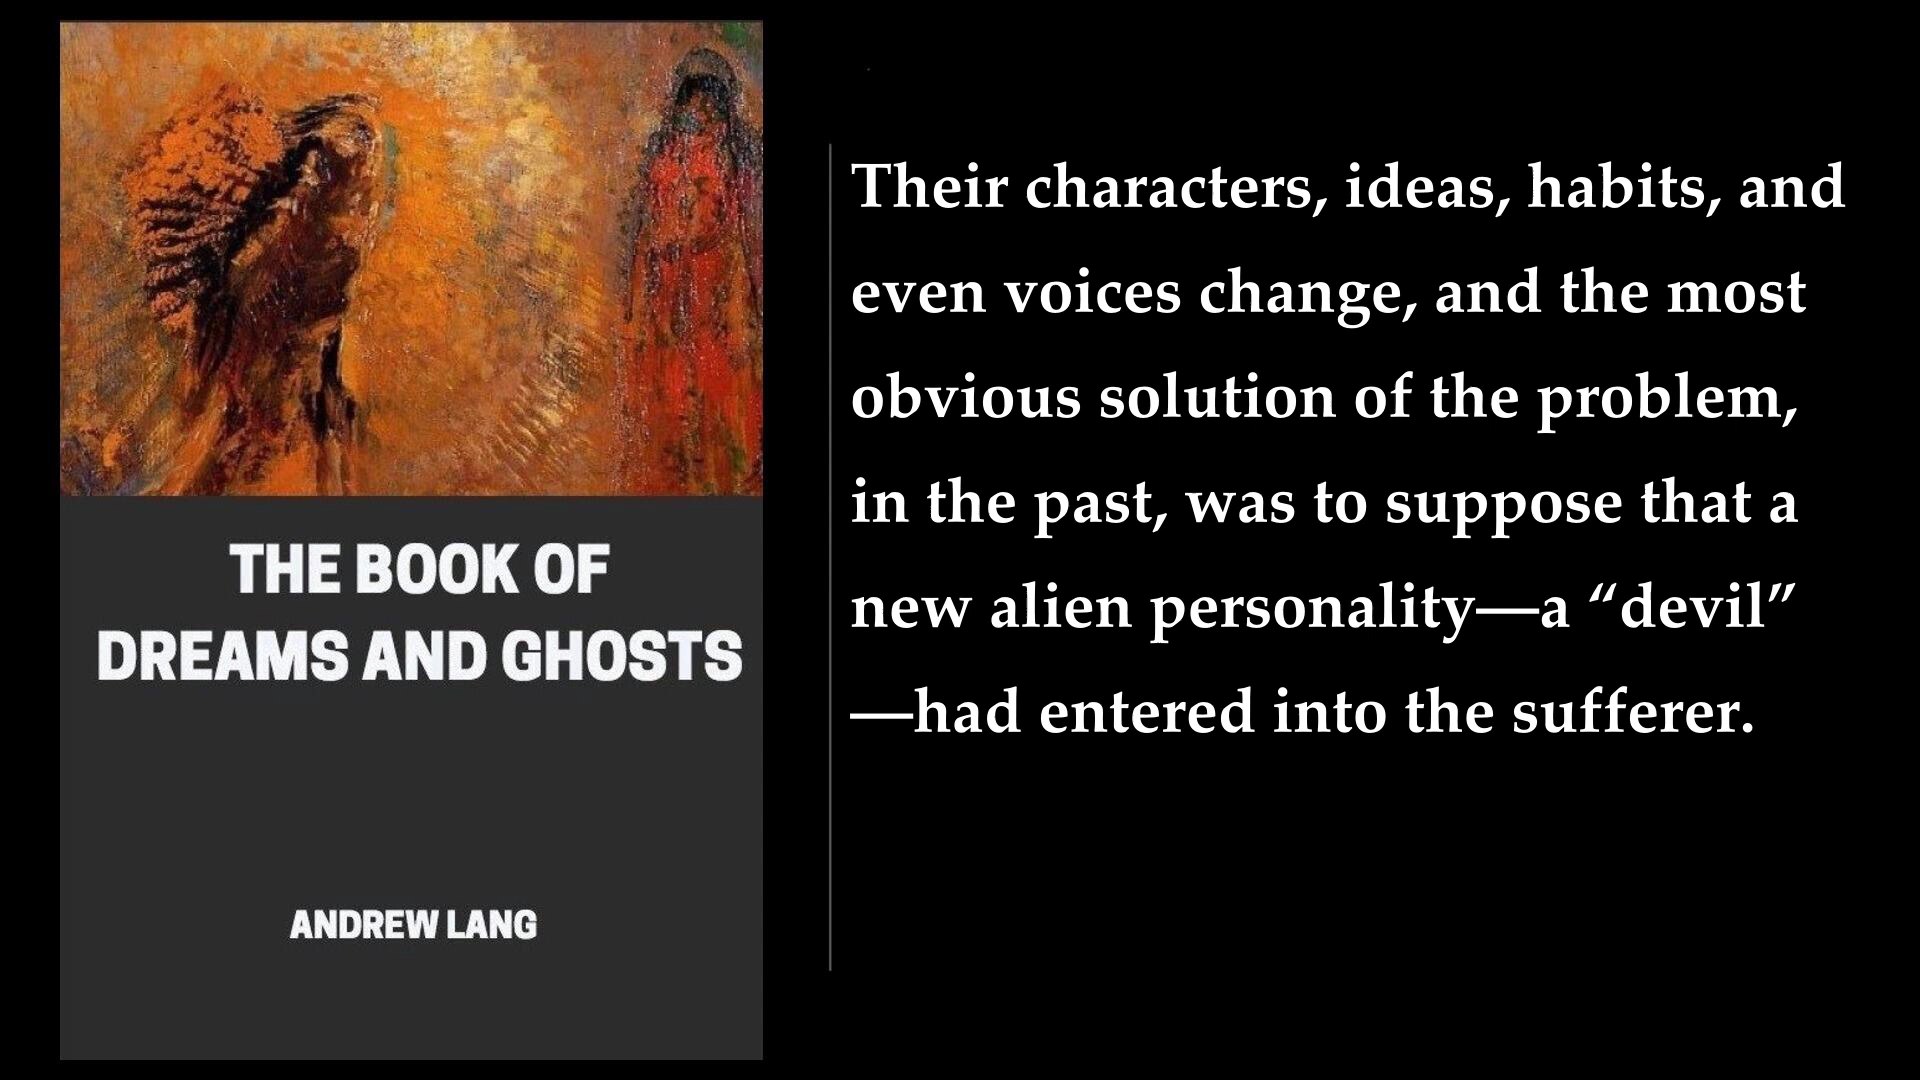 THE BOOK OF
DREAMS AND GHOSTS
ANDREW LANG
Their characters, ideas, habits, and
even voices change, and the most
obvious solution of the problem,
in the past, was to suppose that a
new alien personality—a “devil”
—had entered into the sufferer.